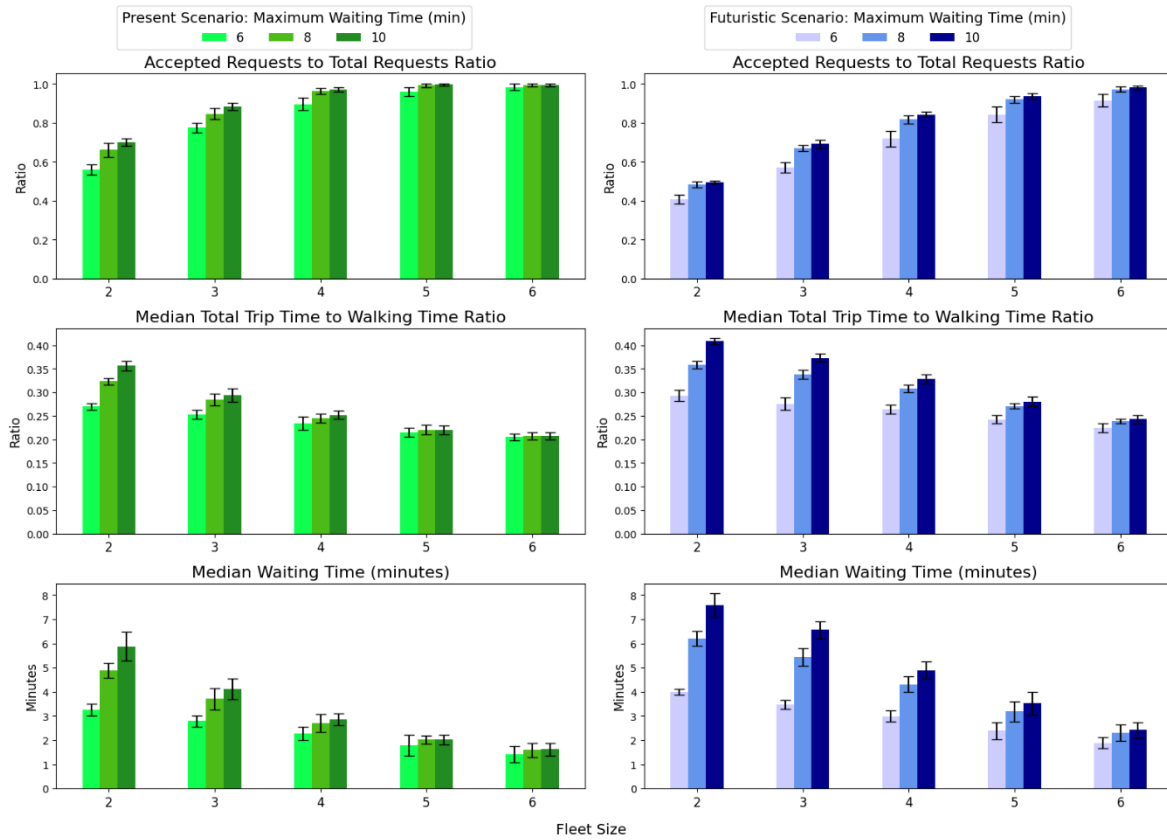 Present Scenario: Maximum Waiting Time (min)
6 8 10
Futuristic Scenario: Maximum Waiting Time (min)
6 8 10
Accepted Requests to Total Requests Ratio
Ratio
1.0
0.8
0.6
0.4
0.2
0.0
2 3 4 5 6
Accepted Requests to Total Requests Ratio
Ratio
1.0
0.8
0.6
0.4
0.2
0.0
2 3 4 5 6
Median Total Trip Time to Walking Time Ratio
Ratio
0.40
0.35
0.30
0.25
0.20
0.15
0.10
0.05
0.00
2 3 4 5 6
Median Total Trip Time to Walking Time Ratio
Ratio
0.40
0.35
0.30
0.25
0.20
0.15
0.10
0.05
0.00
2 3 4 5 6
Median Waiting Time (minutes)
Minutes
8
7
6
5
4
3
2
1
0
2 3 4 5 6
Median Waiting Time (minutes)
Minutes
8
7
6
5
4
3
2
1
0
2 3 4 5 6
Fleet Size